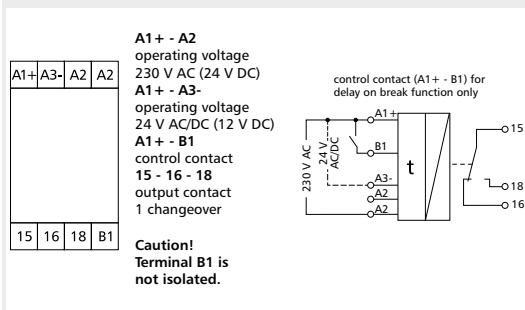 A1+ A3- A2 A2
15 16 18 B1
A1+ - A2
operating voltage
230 V AC (24 V DC)
A1+ - A3-
operating voltage
24 V AC/DC (12 V DC)
A1+ - B1
control contact
15 - 16 - 18
output contact
1 changeover
Caution!
Terminal B1 is
not isolated.
control contact (A1+ - B1) for
delay on break function only
A1+
B1
A3-
A2
A2
230 V AC
24 V
AC/DC
t
15
18
16